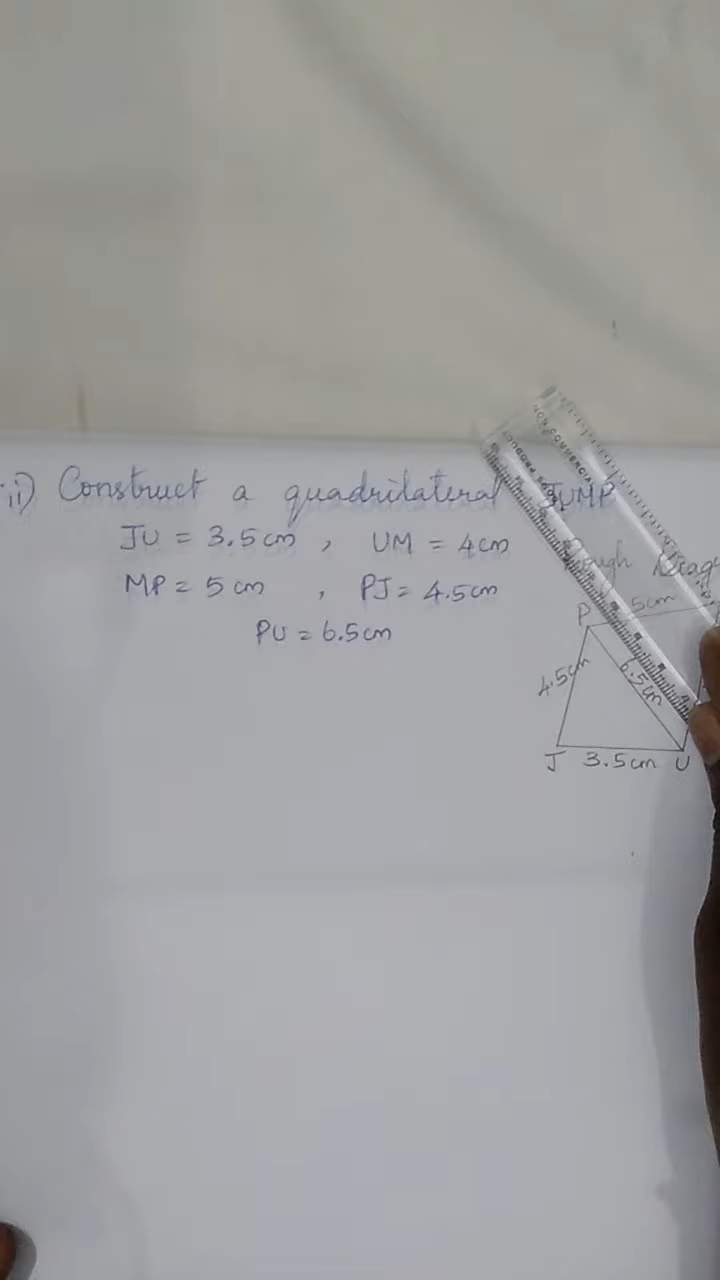 ii) Construct a quadrilateral JUMP
JU = 3.5cm , UM = 4cm
MP = 5cm , PJ = 4.5cm
PU = 6.5cm
Rough
5cm
P
4.5cm
6.5cm
J 3.5cm U